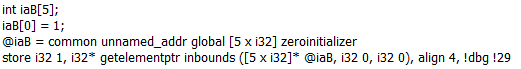 int iaB[5];
iaB[0] = 1;
@iaB = common unnamed_addr global [5 x i32] zeroinitializer
store i32 1, i32* getelementptr inbounds ([5 x i32]* @iaB, i32 0, i32 0), align 4, !dbg !29